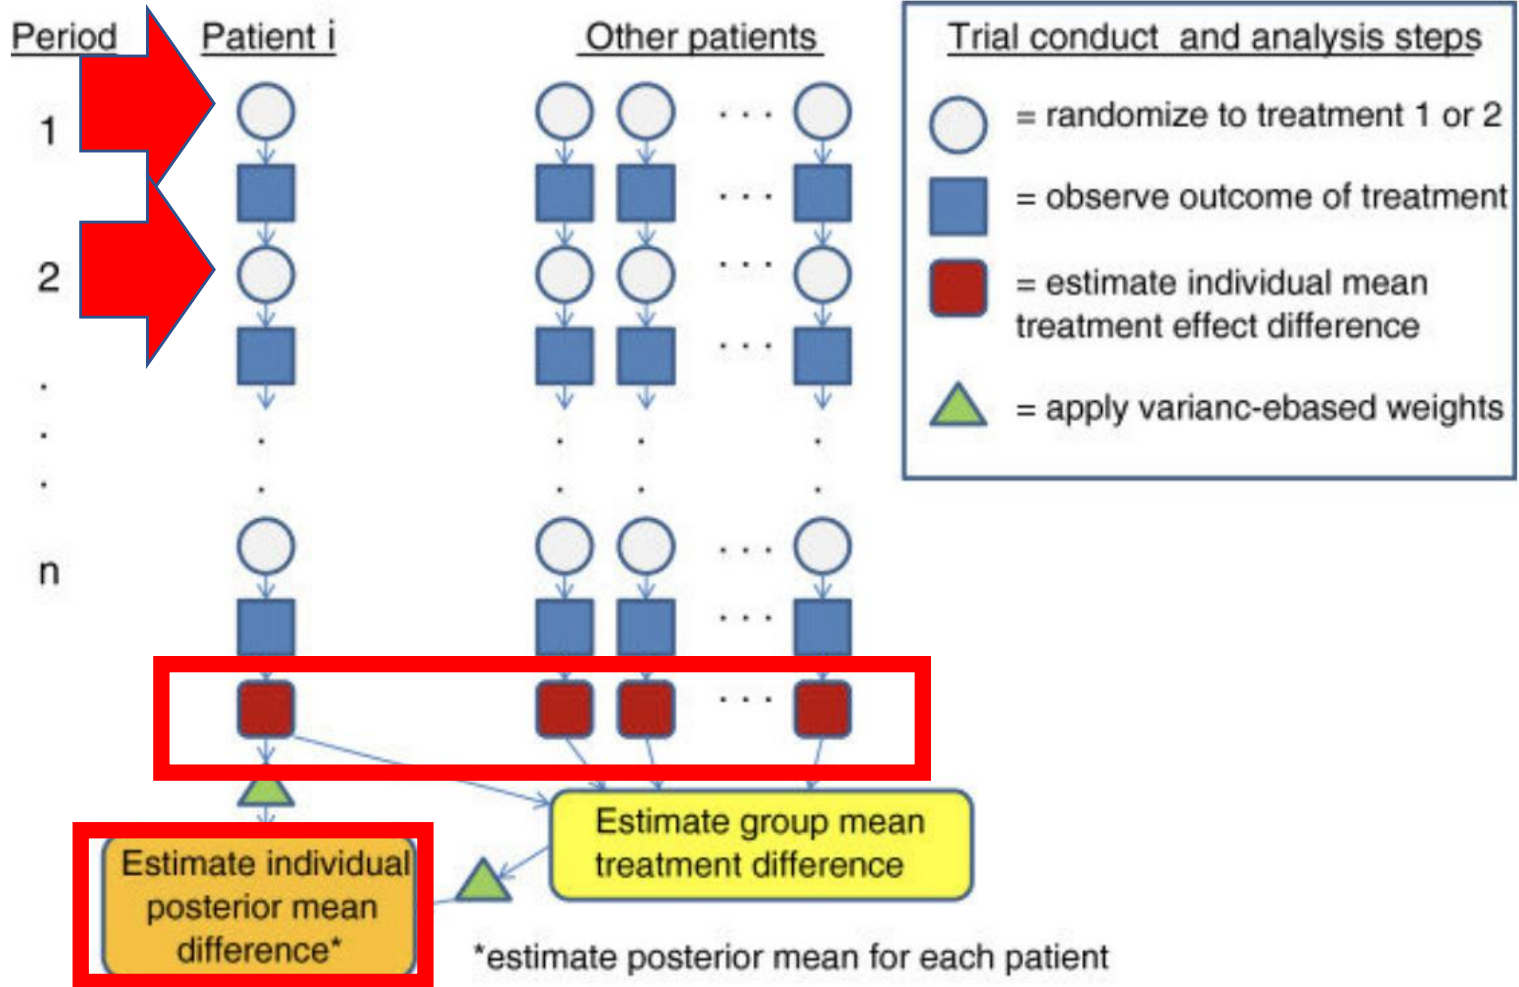 Period
Patient i
Other patients
Trial conduct and analysis steps
1
= randomize to treatment 1 or 2
= observe outcome of treatment
2
= estimate individual mean
treatment effect difference
= apply varianc-ebased weights
n
Estimate group mean
treatment difference
Estimate individual
posterior mean
difference*
*estimate posterior mean for each patient